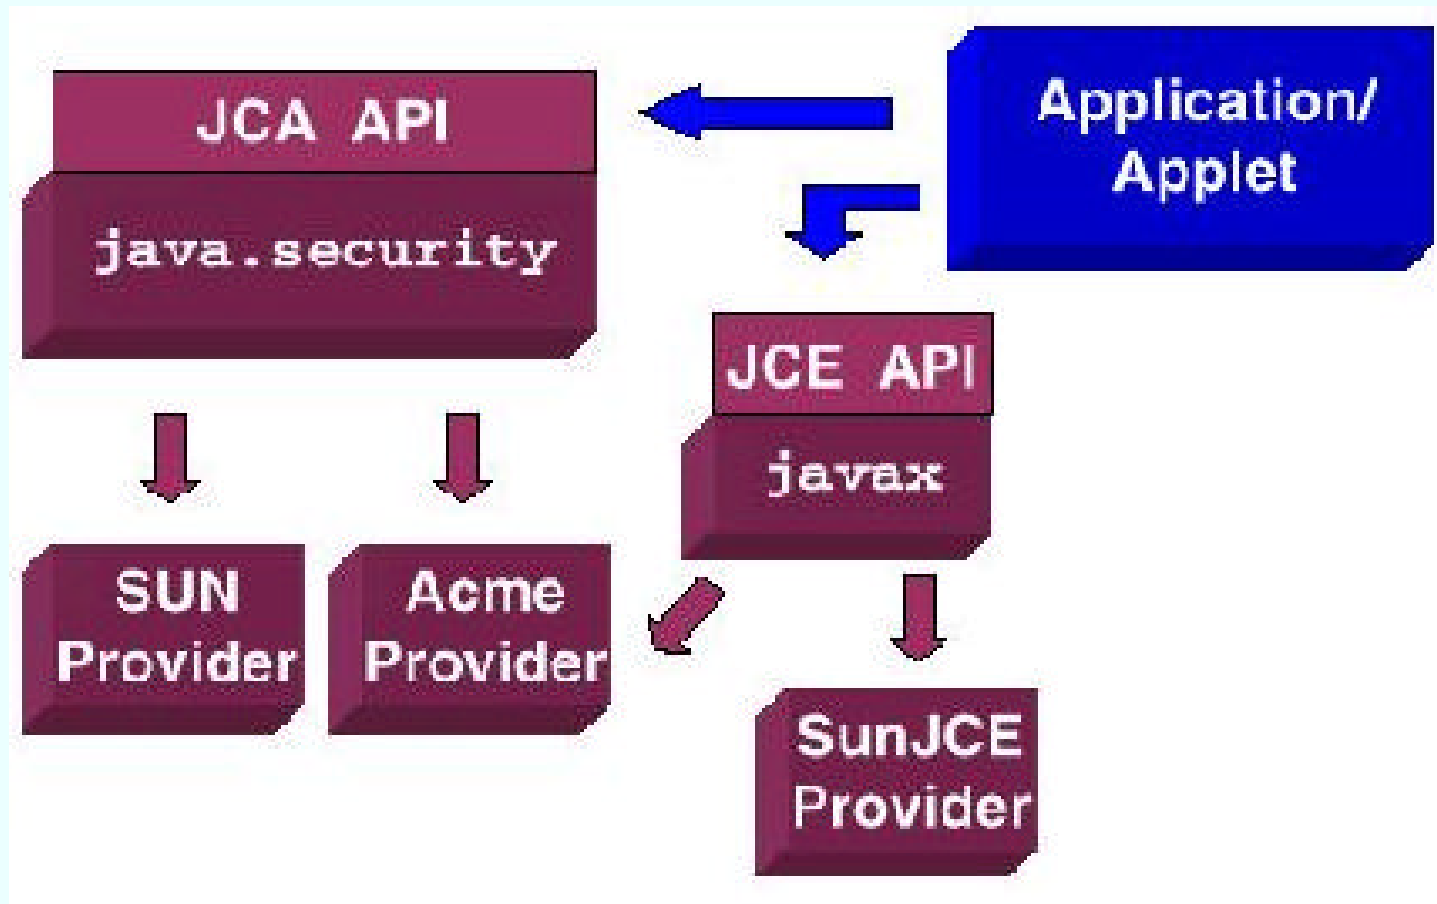 JCA API
java.security
Application/
Applet
JCE API
javax
SUN
Provider
Acme
Provider
SunJCE
Provider